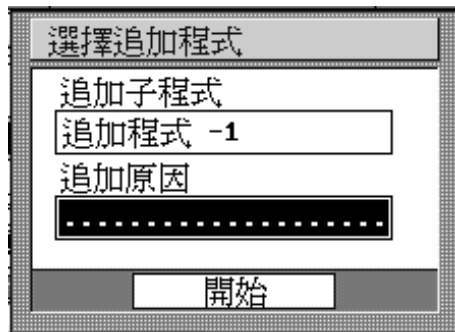 選擇追加程式
追加子程式
追加程式 -1
追加原因
....................
開始